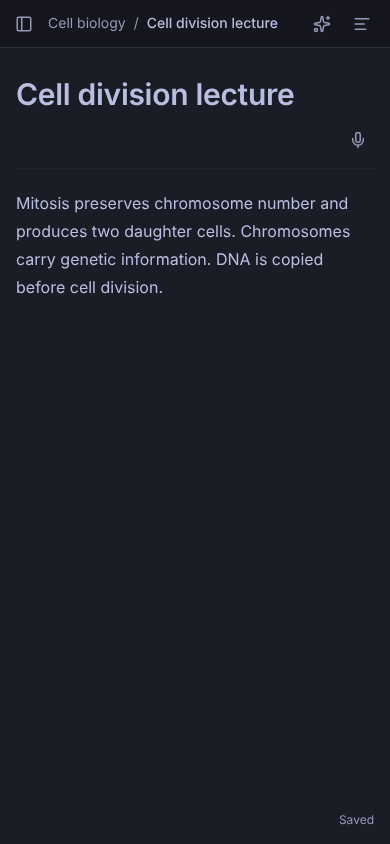 Cell biology / Cell division lecture
Cell division lecture
Mitosis preserves chromosome number and
produces two daughter cells. Chromosomes
carry genetic information. DNA is copied
before cell division.
Saved